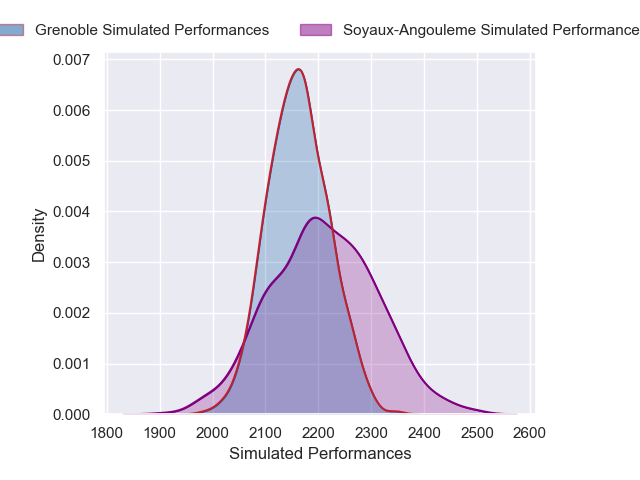 Grenoble Simulated Performances Soyaux-Angouleme Simulated Performance
0.007
0.006
0.005
0.004
0.003
0.002
0.001
0.000
Density
1800 1900 2000 2100 2200 2300 2400 2500 2600
Simulated Performances